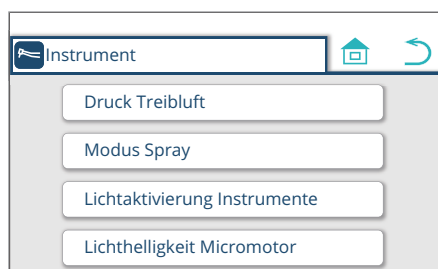 Instrument
Druck Treibluft
Modus Spray
Lichtaktivierung Instrumente
Lichthelligkeit Micromotor